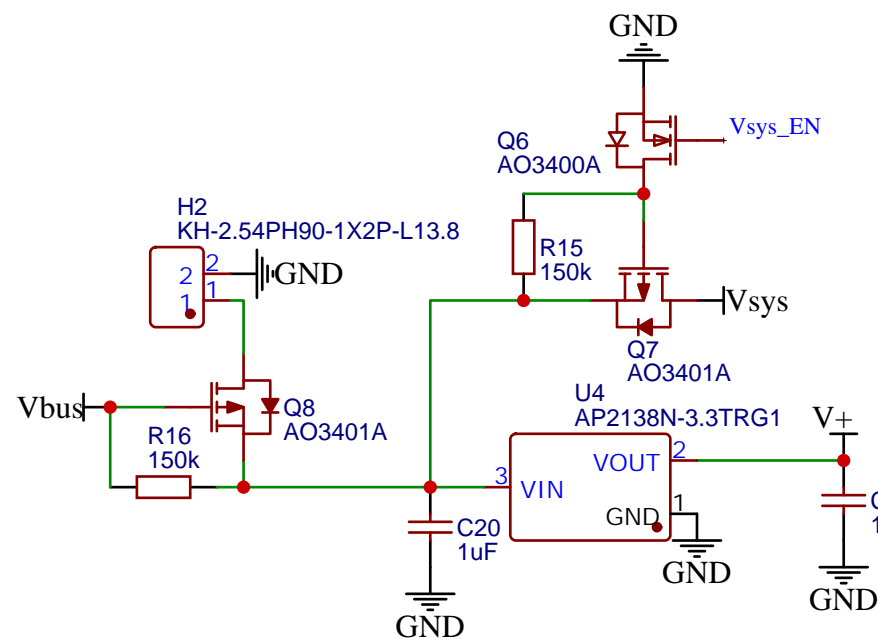 GND
Vsys_EN
Q6
AO3400A
H2
KH-2.54PH90-1X2P-L13.8
2
2
1
1
GND
R15
150k
Vsys
Q7
AO3401A
Vbus
Q8
AO3401A
R16
150k
U4
AP2138N-3.3TRG1
V+
3
VIN
VOUT
2
GND
1
C20
1uF
GND
GND
GND